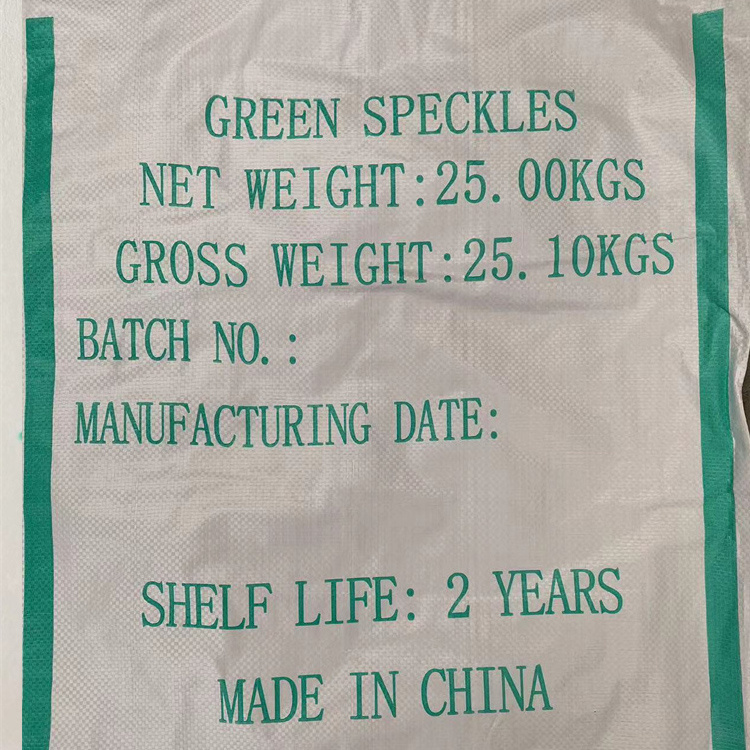 GREEN SPECKLES
NET WEIGHT:25.00KGS
GROSS WEIGHT:25.10KGS
BATCH NO.:
MANUFACTURING DATE:
SHELF LIFE: 2 YEARS
MADE IN CHINA